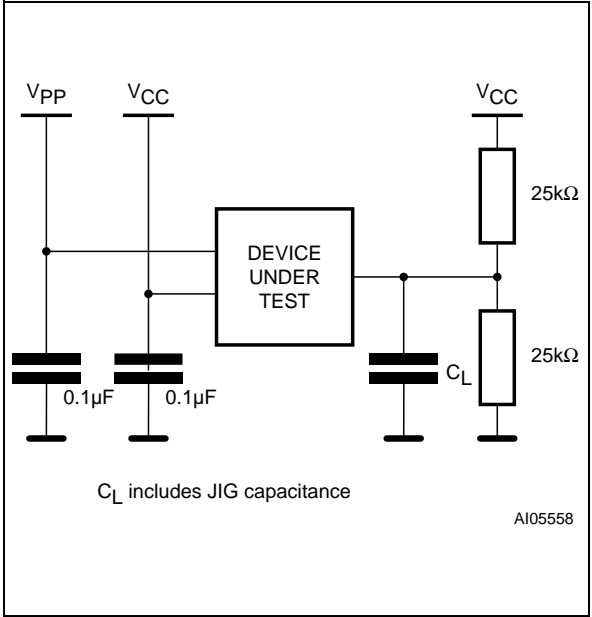 VPP
VCC
VCC
25kΩ
DEVICE
UNDER
TEST
25kΩ
CL
0.1µF
0.1µF
CL includes JIG capacitance
AI05558